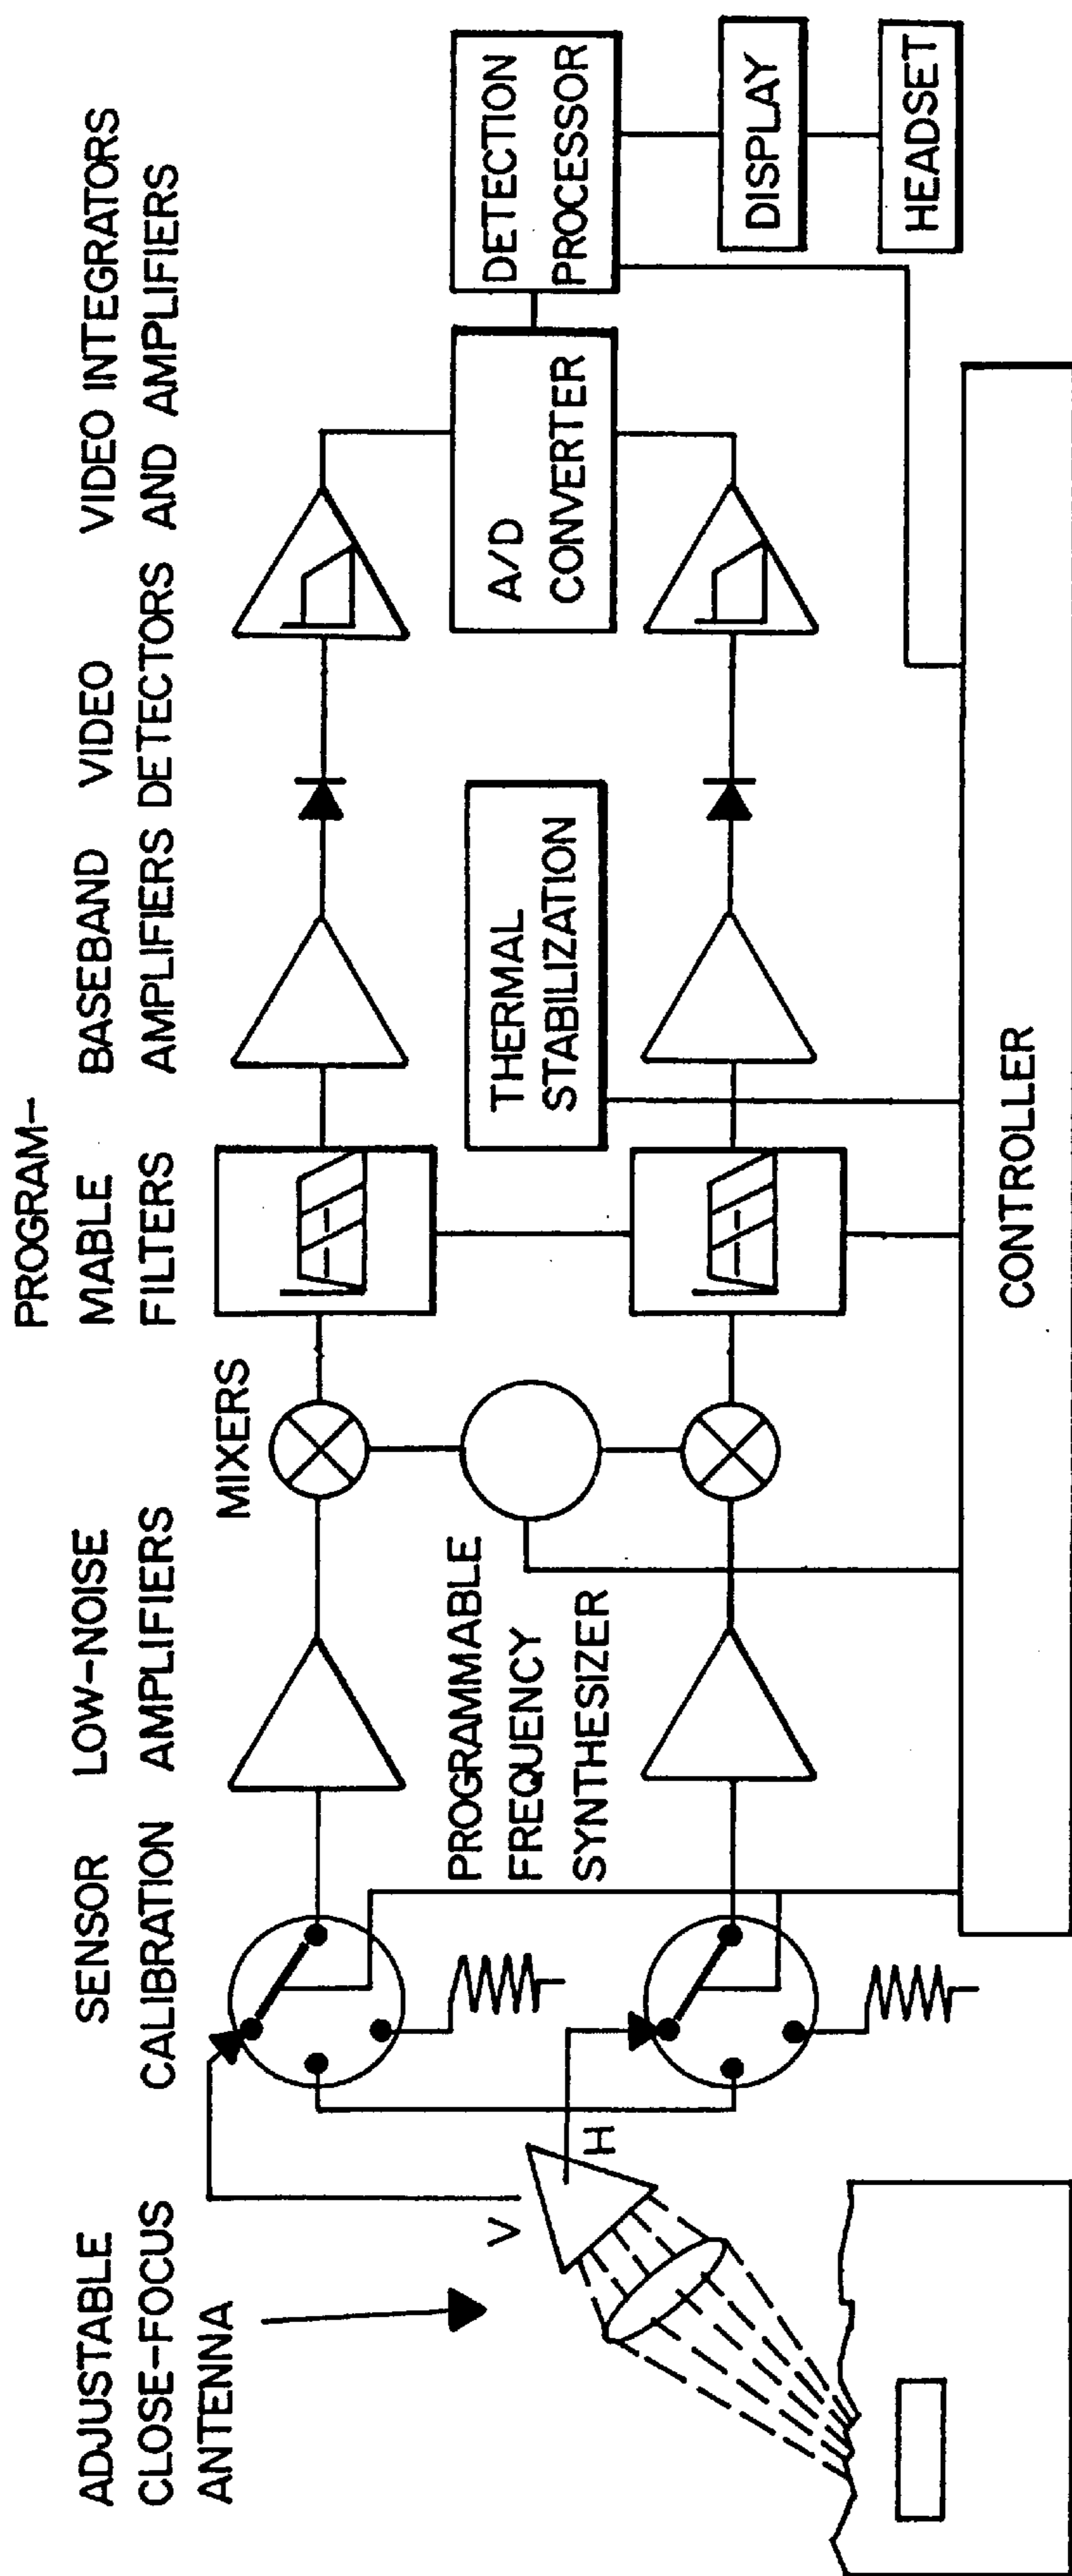 ADJUSTABLE
CLOSE-FOCUS
ANTENNA
SENSOR
CALIBRATION
LOW-NOISE
AMPLIFIERS
MIXERS
PROGRAM-
MABLE
FILTERS
BASEBAND
AMPLIFIERS
VIDEO
DETECTORS
VIDEO INTEGRATORS
AND AMPLIFIERS
V
H
PROGRAMMABLE
FREQUENCY
SYNTHESIZER
THERMAL
STABILIZATION
A/D
CONVERTER
DETECTION
PROCESSOR
DISPLAY
HEADSET
CONTROLLER